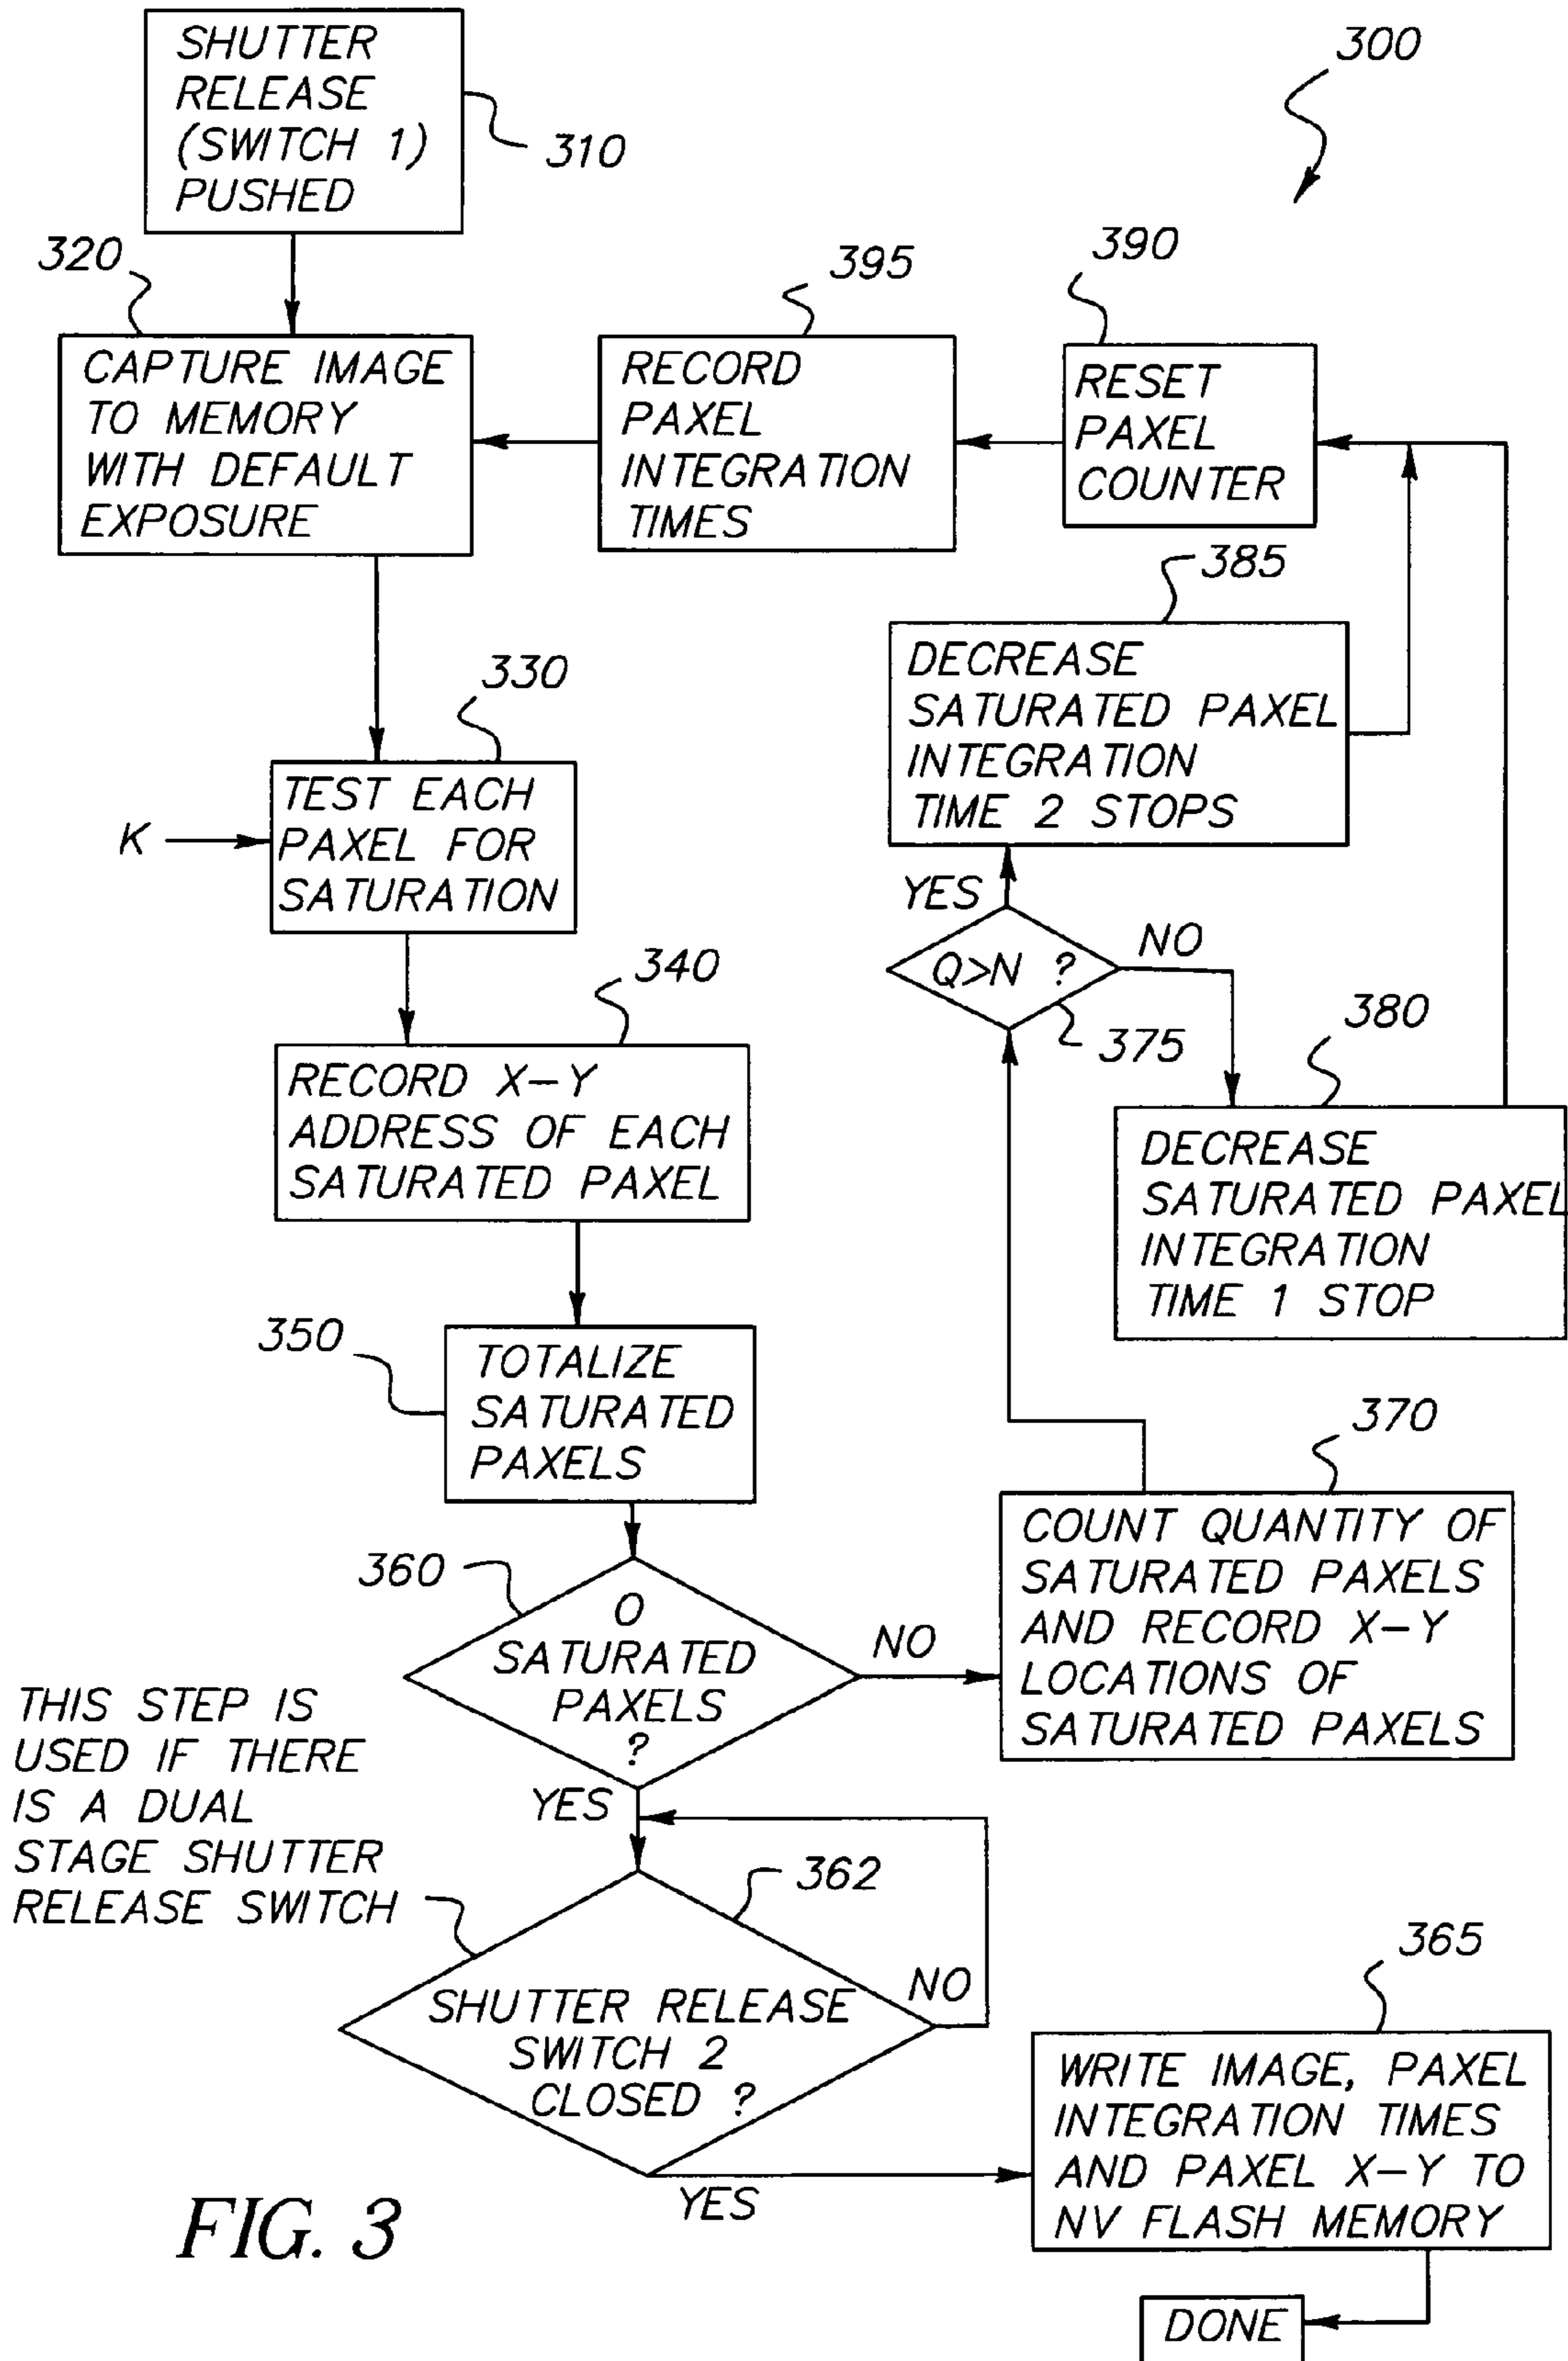 SHUTTER
RELEASE
(SWITCH 1)
PUSHED
310
300
320
CAPTURE IMAGE
TO MEMORY
WITH DEFAULT
EXPOSURE
395
RECORD
PAXEL
INTEGRATION
TIMES
390
RESET
PAXEL
COUNTER
385
DECREASE
SATURATED PAXEL
INTEGRATION
TIME 2 STOPS
330
K
TEST EACH
PAXEL FOR
SATURATION
YES
Q>N ?
NO
375
380
DECREASE
SATURATED PAXEL
INTEGRATION
TIME 1 STOP
340
RECORD X-Y
ADDRESS OF EACH
SATURATED PAXEL
350
TOTALIZE
SATURATED
PAXELS
360
0
SATURATED
PAXELS
?
NO
370
COUNT QUANTITY OF
SATURATED PAXELS
AND RECORD X-Y
LOCATIONS OF
SATURATED PAXELS
YES
THIS STEP IS
USED IF THERE
IS A DUAL
STAGE SHUTTER
RELEASE SWITCH
362
SHUTTER RELEASE
SWITCH 2
CLOSED ?
NO
YES
365
WRITE IMAGE, PAXEL
INTEGRATION TIMES
AND PAXEL X-Y TO
NV FLASH MEMORY
DONE
FIG. 3